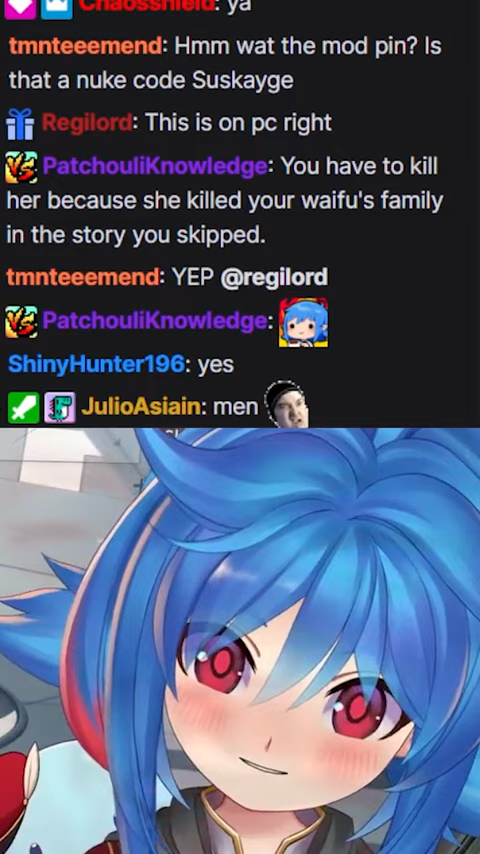 Chaosshield: ya
tmnteeemend: Hmm wat the mod pin? Is
that a nuke code Suskayge
Regilord: This is on pc right
PatchouliKnowledge: You have to kill
her because she killed your waifu's family
in the story you skipped.
tmnteeemend: YEP @regilord
PatchouliKnowledge:
ShinyHunter196: yes
JulioAsiain: men